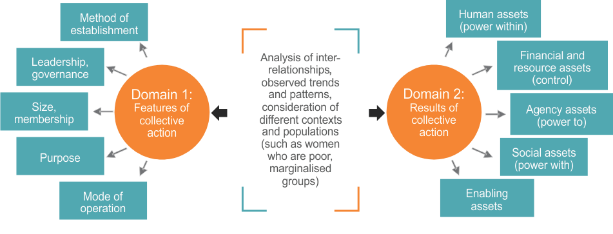 Method of
establishment
Leadership,
governance
Size,
membership
Purpose
Mode of
operation
Domain 1:
Features of
collective
action
Analysis of inter-
relationships,
observed trends
and patterns,
consideration of
different contexts
and populations
(such as women
who are poor,
marginalised
groups)
Domain 2:
Results of
collective
action
Human assets
(power within)
Financial and
resource assets
(control)
Agency assets
(power to)
Social assets
(power with)
Enabling
assets